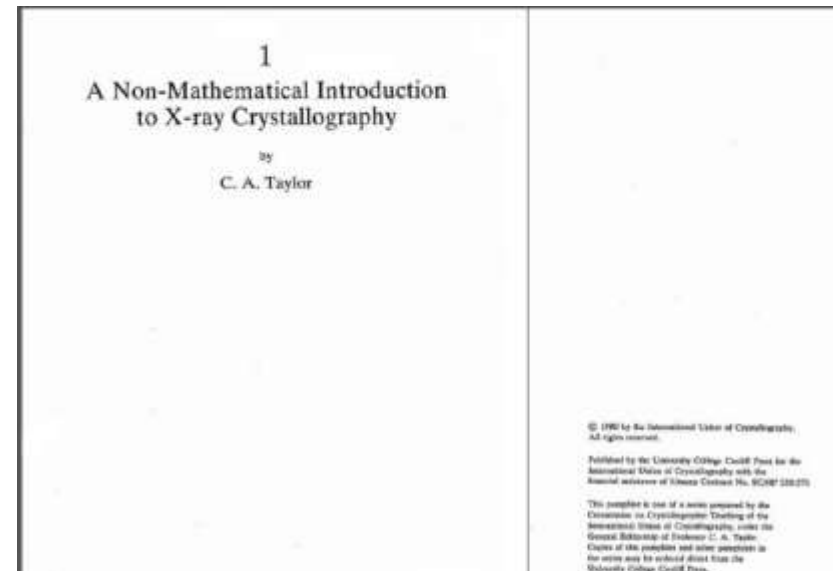 1
A Non-Mathematical Introduction
to X-ray Crystallography
by
C. A. Taylor
© 1980 by the International Union of Crystallography.
All rights reserved.
Published by the University College Cardiff Press for the
International Union of Crystallography with the
financial assistance of Unesco Contract No.
This pamphlet is one of a series prepared by the
Commission on Crystallographic Teaching of the
International Union of Crystallography, under the
General Editorship of Professor C. A. Taylor.
Copies of this pamphlet and other pamphlets in
the series may be ordered direct from the
University College Cardiff Press,